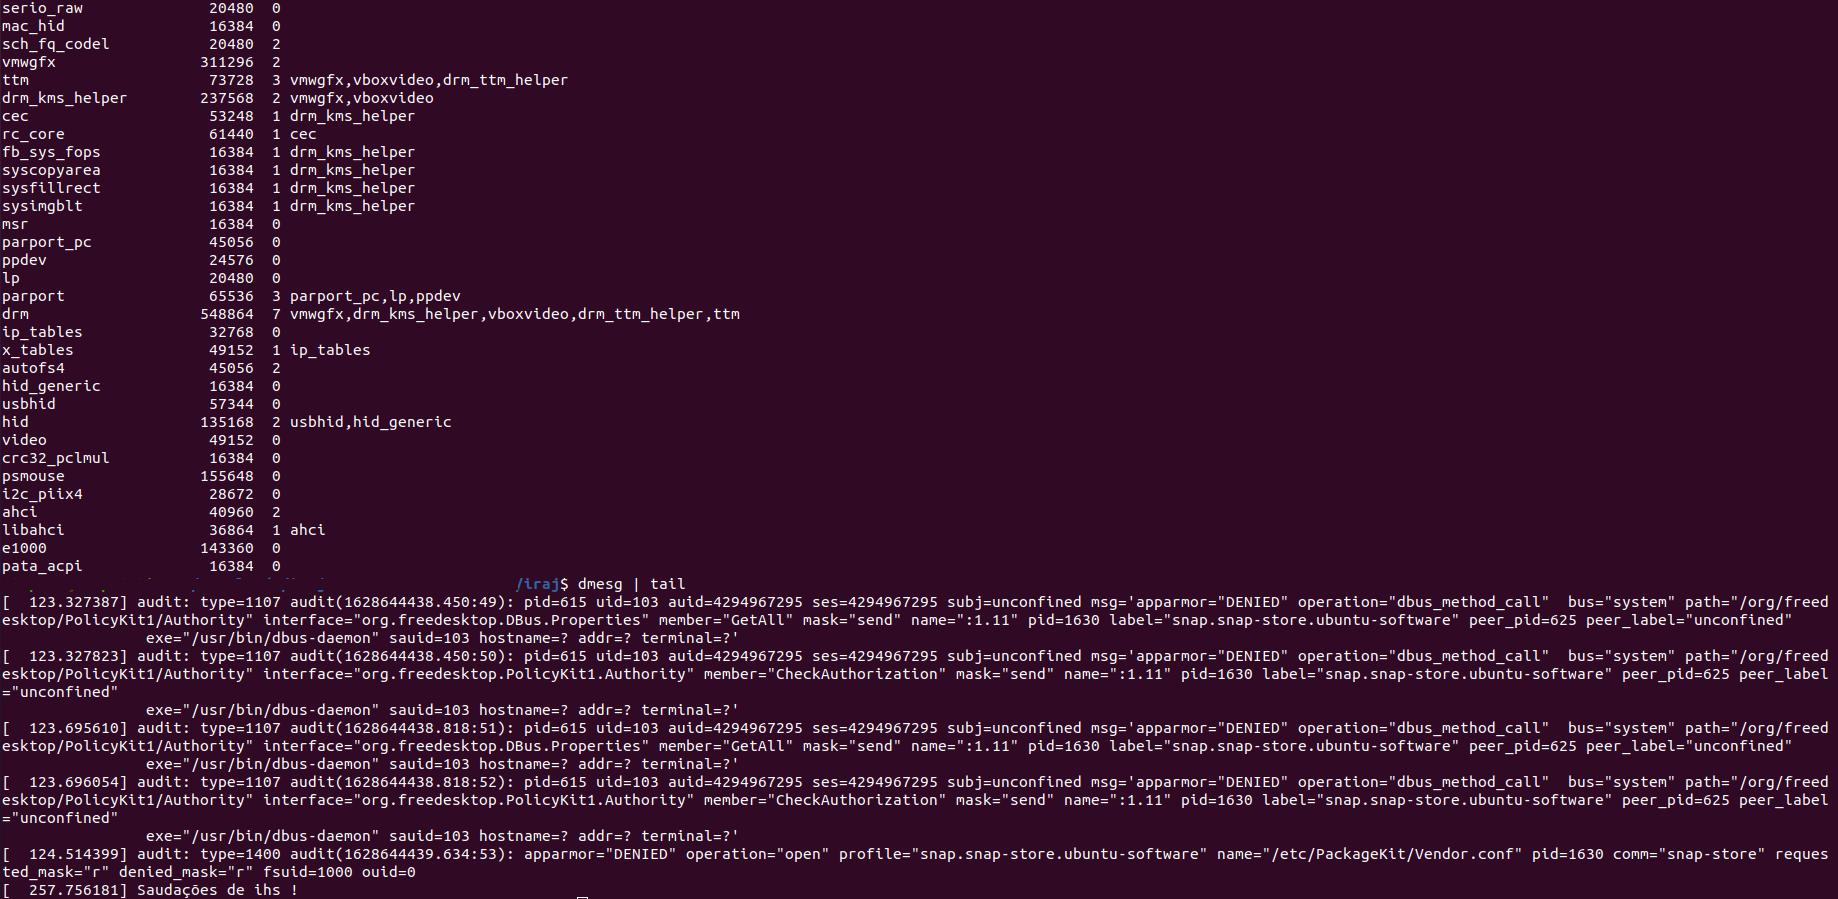 serio_raw              20480  0
mac_hid                16384  0
sch_fq_codel           20480  2
vmwgfx                311296  2
ttm                    73728  3 vmwgfx,vboxvideo,drm_ttm_helper
drm_kms_helper        237568  2 vmwgfx,vboxvideo
cec                    53248  1 drm_kms_helper
rc_core                61440  1 cec
fb_sys_fops            16384  1 drm_kms_helper
syscopyarea            16384  1 drm_kms_helper
sysfillrect            16384  1 drm_kms_helper
sysimgblt              16384  1 drm_kms_helper
msr                    16384  0
parport_pc             45056  0
ppdev                  24576  0
lp                     20480  0
parport                65536  3 parport_pc,lp,ppdev
drm                   548864  7 vmwgfx,drm_kms_helper,vboxvideo,drm_ttm_helper,ttm
ip_tables              32768  0
x_tables               49152  1 ip_tables
autofs4                45056  2
hid_generic            16384  0
usbhid                 57344  0
hid                   135168  2 usbhid,hid_generic
video                  49152  0
crc32_pclmul           16384  0
psmouse               155648  0
i2c_piix4              28672  0
ahci                   40960  2
libahci                36864  1 ahci
e1000                 143360  0
pata_acpi              16384  0
/iraj$ dmesg | tail
[  123.327387] audit: type=1107 audit(1628644438.450:49): pid=615 uid=103 auid=4294967295 ses=4294967295 subj=unconfined msg='apparmor="DENIED" operation="dbus_method_call"  bus="system" path="/org/freed
esktop/PolicyKit1/Authority" interface="org.freedesktop.DBus.Properties" member="GetAll" mask="send" name=":1.11" pid=1630 label="snap.snap-store.ubuntu-software" peer_pid=625 peer_label="unconfined"
exe="/usr/bin/dbus-daemon" sauid=103 hostname=? addr=? terminal=?'
[  123.327823] audit: type=1107 audit(1628644438.450:50): pid=615 uid=103 auid=4294967295 ses=4294967295 subj=unconfined msg='apparmor="DENIED" operation="dbus_method_call"  bus="system" path="/org/freed
esktop/PolicyKit1/Authority" interface="org.freedesktop.PolicyKit1.Authority" member="CheckAuthorization" mask="send" name=":1.11" pid=1630 label="snap.snap-store.ubuntu-software" peer_pid=625 peer_label
="unconfined"
exe="/usr/bin/dbus-daemon" sauid=103 hostname=? addr=? terminal=?'
[  123.695610] audit: type=1107 audit(1628644438.818:51): pid=615 uid=103 auid=4294967295 ses=4294967295 subj=unconfined msg='apparmor="DENIED" operation="dbus_method_call"  bus="system" path="/org/freed
esktop/PolicyKit1/Authority" interface="org.freedesktop.DBus.Properties" member="GetAll" mask="send" name=":1.11" pid=1630 label="snap.snap-store.ubuntu-software" peer_pid=625 peer_label="unconfined"
exe="/usr/bin/dbus-daemon" sauid=103 hostname=? addr=? terminal=?'
[  123.696054] audit: type=1107 audit(1628644438.818:52): pid=615 uid=103 auid=4294967295 ses=4294967295 subj=unconfined msg='apparmor="DENIED" operation="dbus_method_call"  bus="system" path="/org/freed
esktop/PolicyKit1/Authority" interface="org.freedesktop.PolicyKit1.Authority" member="CheckAuthorization" mask="send" name=":1.11" pid=1630 label="snap.snap-store.ubuntu-software" peer_pid=625 peer_label
="unconfined"
exe="/usr/bin/dbus-daemon" sauid=103 hostname=? addr=? terminal=?'
[  124.514399] audit: type=1400 audit(1628644439.634:53): apparmor="DENIED" operation="open" profile="snap.snap-store.ubuntu-software" name="/etc/PackageKit/Vendor.conf" pid=1630 comm="snap-store" reques
ted_mask="r" denied_mask="r" fsuid=1000 ouid=0
[  257.756181] Saudações de ihs !